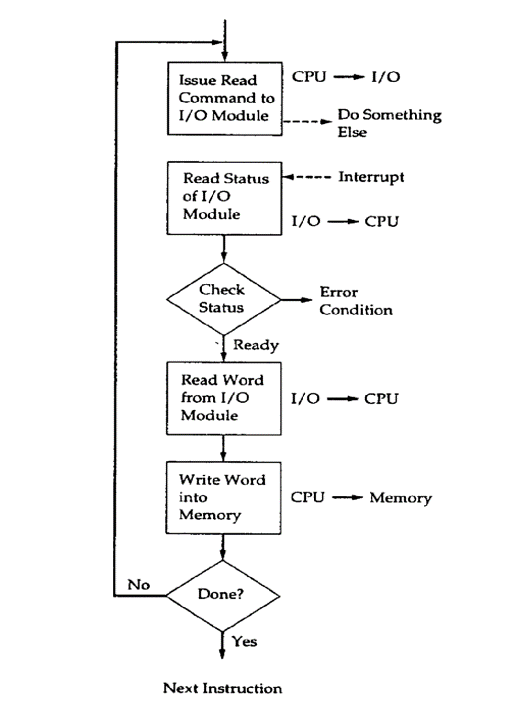 Issue Read
Command to
I/O Module
CPU → I/O
Do Something
Else
Read Status
of I/O
Module
Interrupt
I/O → CPU
Check
Status
Error
Condition
Ready
Read Word
from I/O
Module
I/O → CPU
Write Word
into
Memory
CPU → Memory
No
Done?
Yes
Next Instruction